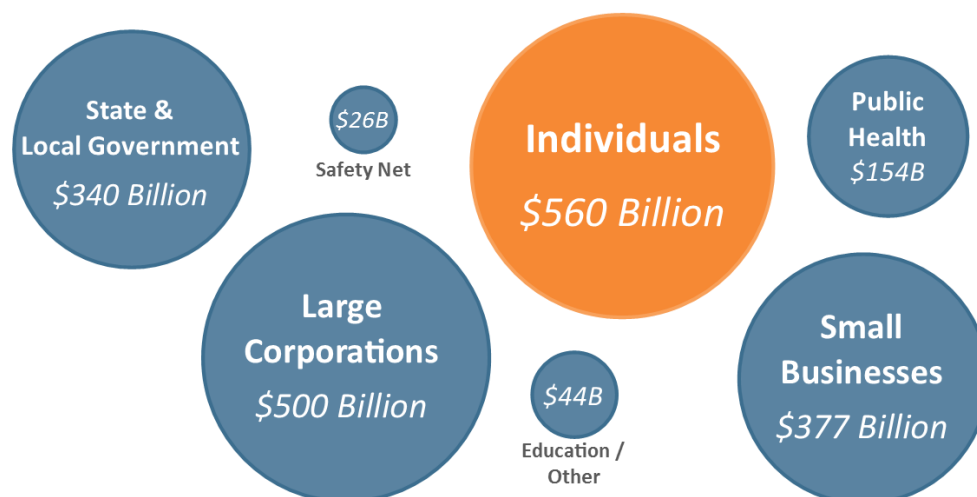 State &
Local Government
$340 Billion
$26B
Safety Net
Individuals
$560 Billion
Public
Health
$154B
Large
Corporations
$500 Billion
$44B
Education /
Other
Small
Businesses
$377 Billion